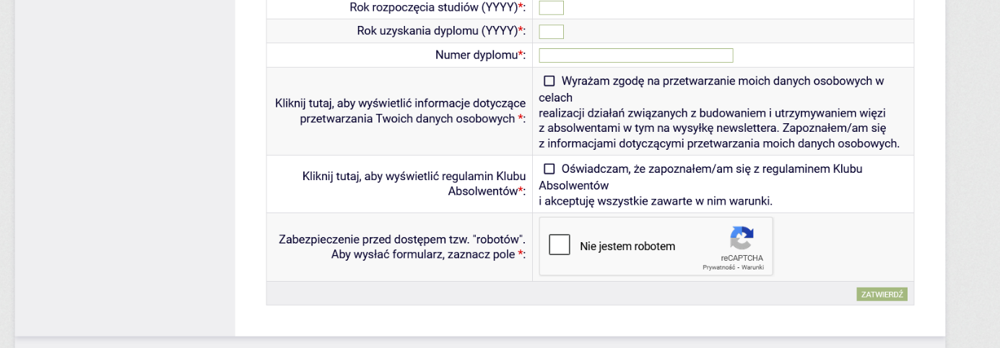 Rok rozpoczęcia studiów (YYYY)*:
Rok uzyskania dyplomu (YYYY)*:
Numer dyplomu*:
Kliknij tutaj, aby wyświetlić informacje dotyczące
przetwarzania Twoich danych osobowych *:
Wyrażam zgodę na przetwarzanie moich danych osobowych w
celach
realizacji działań związanych z budowaniem i utrzymywaniem więzi
z absolwentami w tym na wysyłkę newslettera. Zapoznałem/am się
z informacjami dotyczącymi przetwarzania moich danych osobowych.
Kliknij tutaj, aby wyświetlić regulamin Klubu
Absolwentów*:
Oświadczam, że zapoznałem/am się z regulaminem Klubu
Absolwentów
i akceptuję wszystkie zawarte w nim warunki.
Zabezpieczenie przed dostępem tzw. "robotów".
Aby wysłać formularz, zaznacz pole *:
Nie jestem robotem
reCAPTCHA
Prywatność - Warunki
ZATWIERDŹ